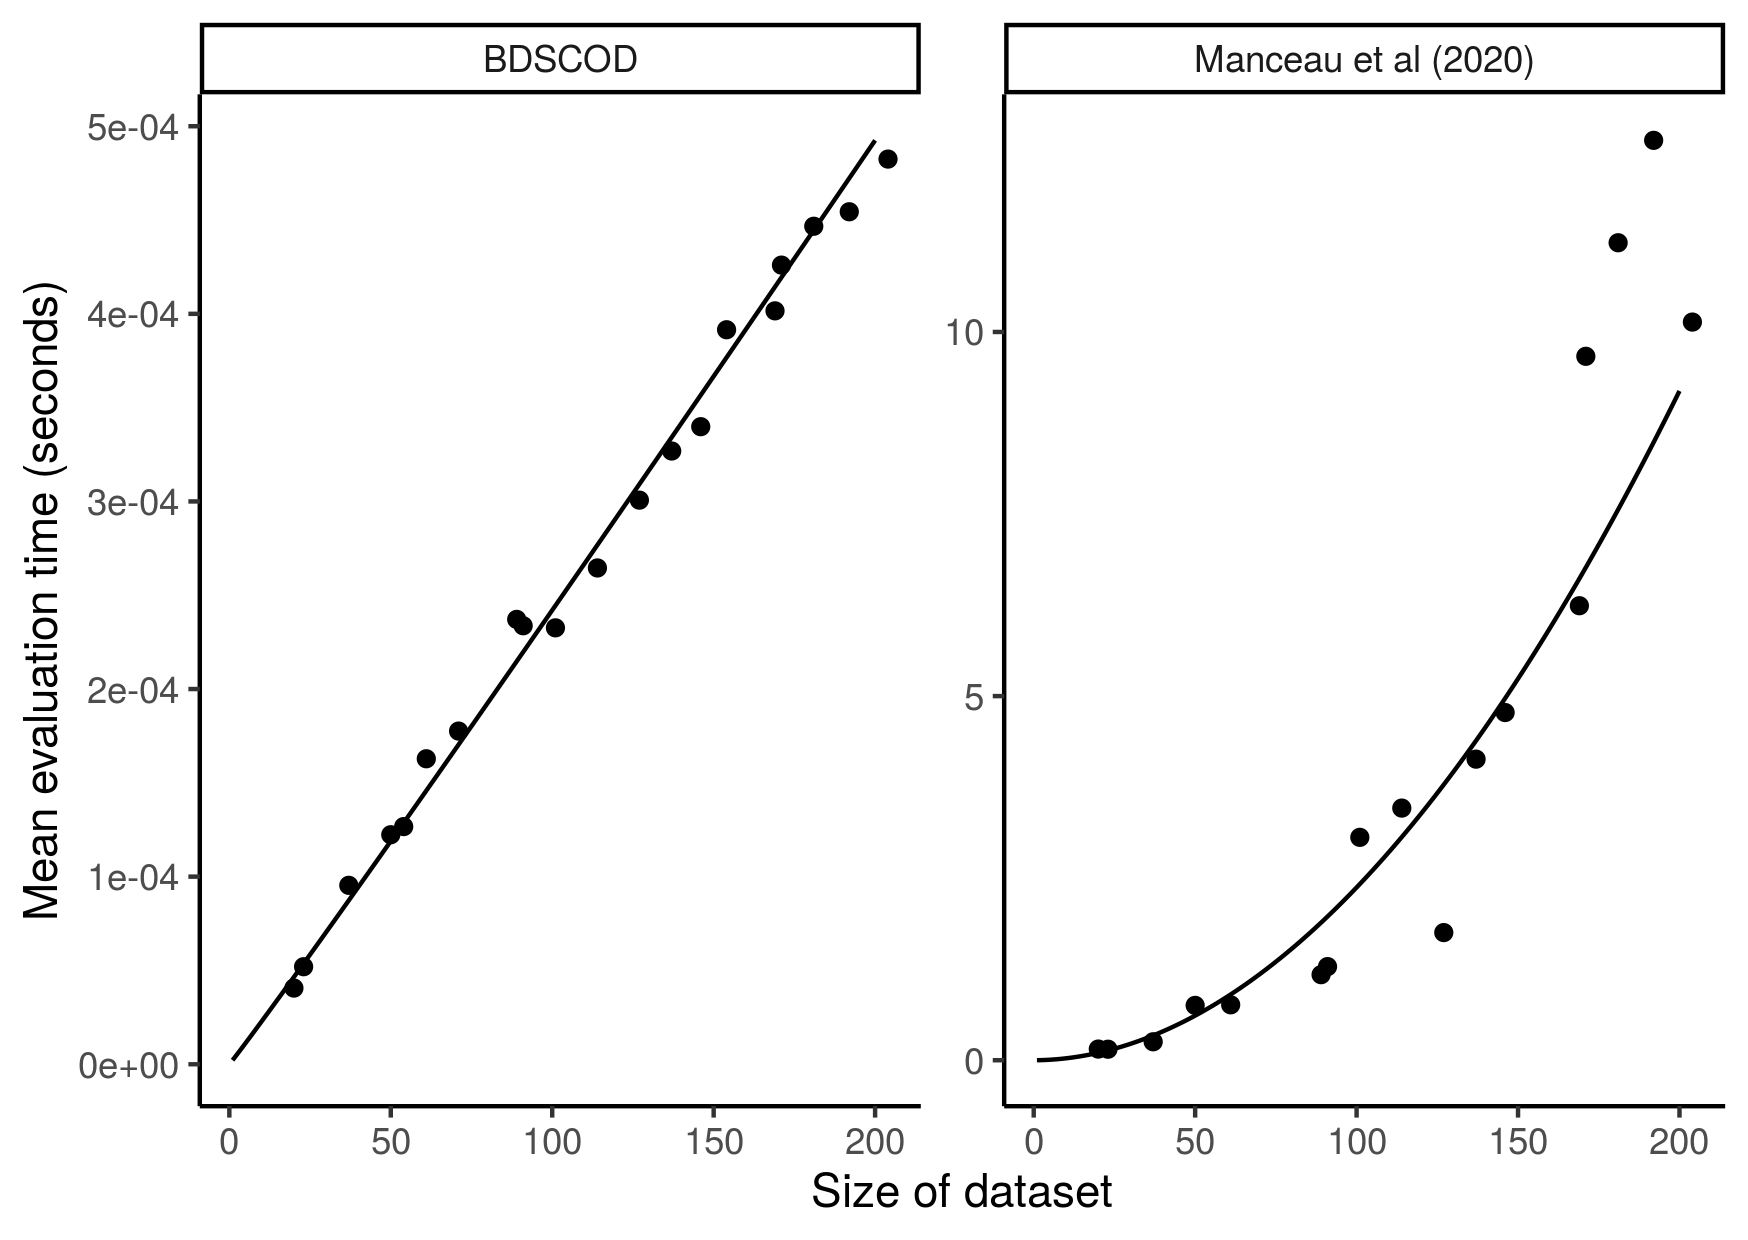 BDSCOD
Manceau et al (2020)
Mean evaluation time (seconds)
5e-04
4e-04
3e-04
2e-04
1e-04
0e+00
10
5
0
0 50 100 150 200
0 50 100 150 200
Size of dataset